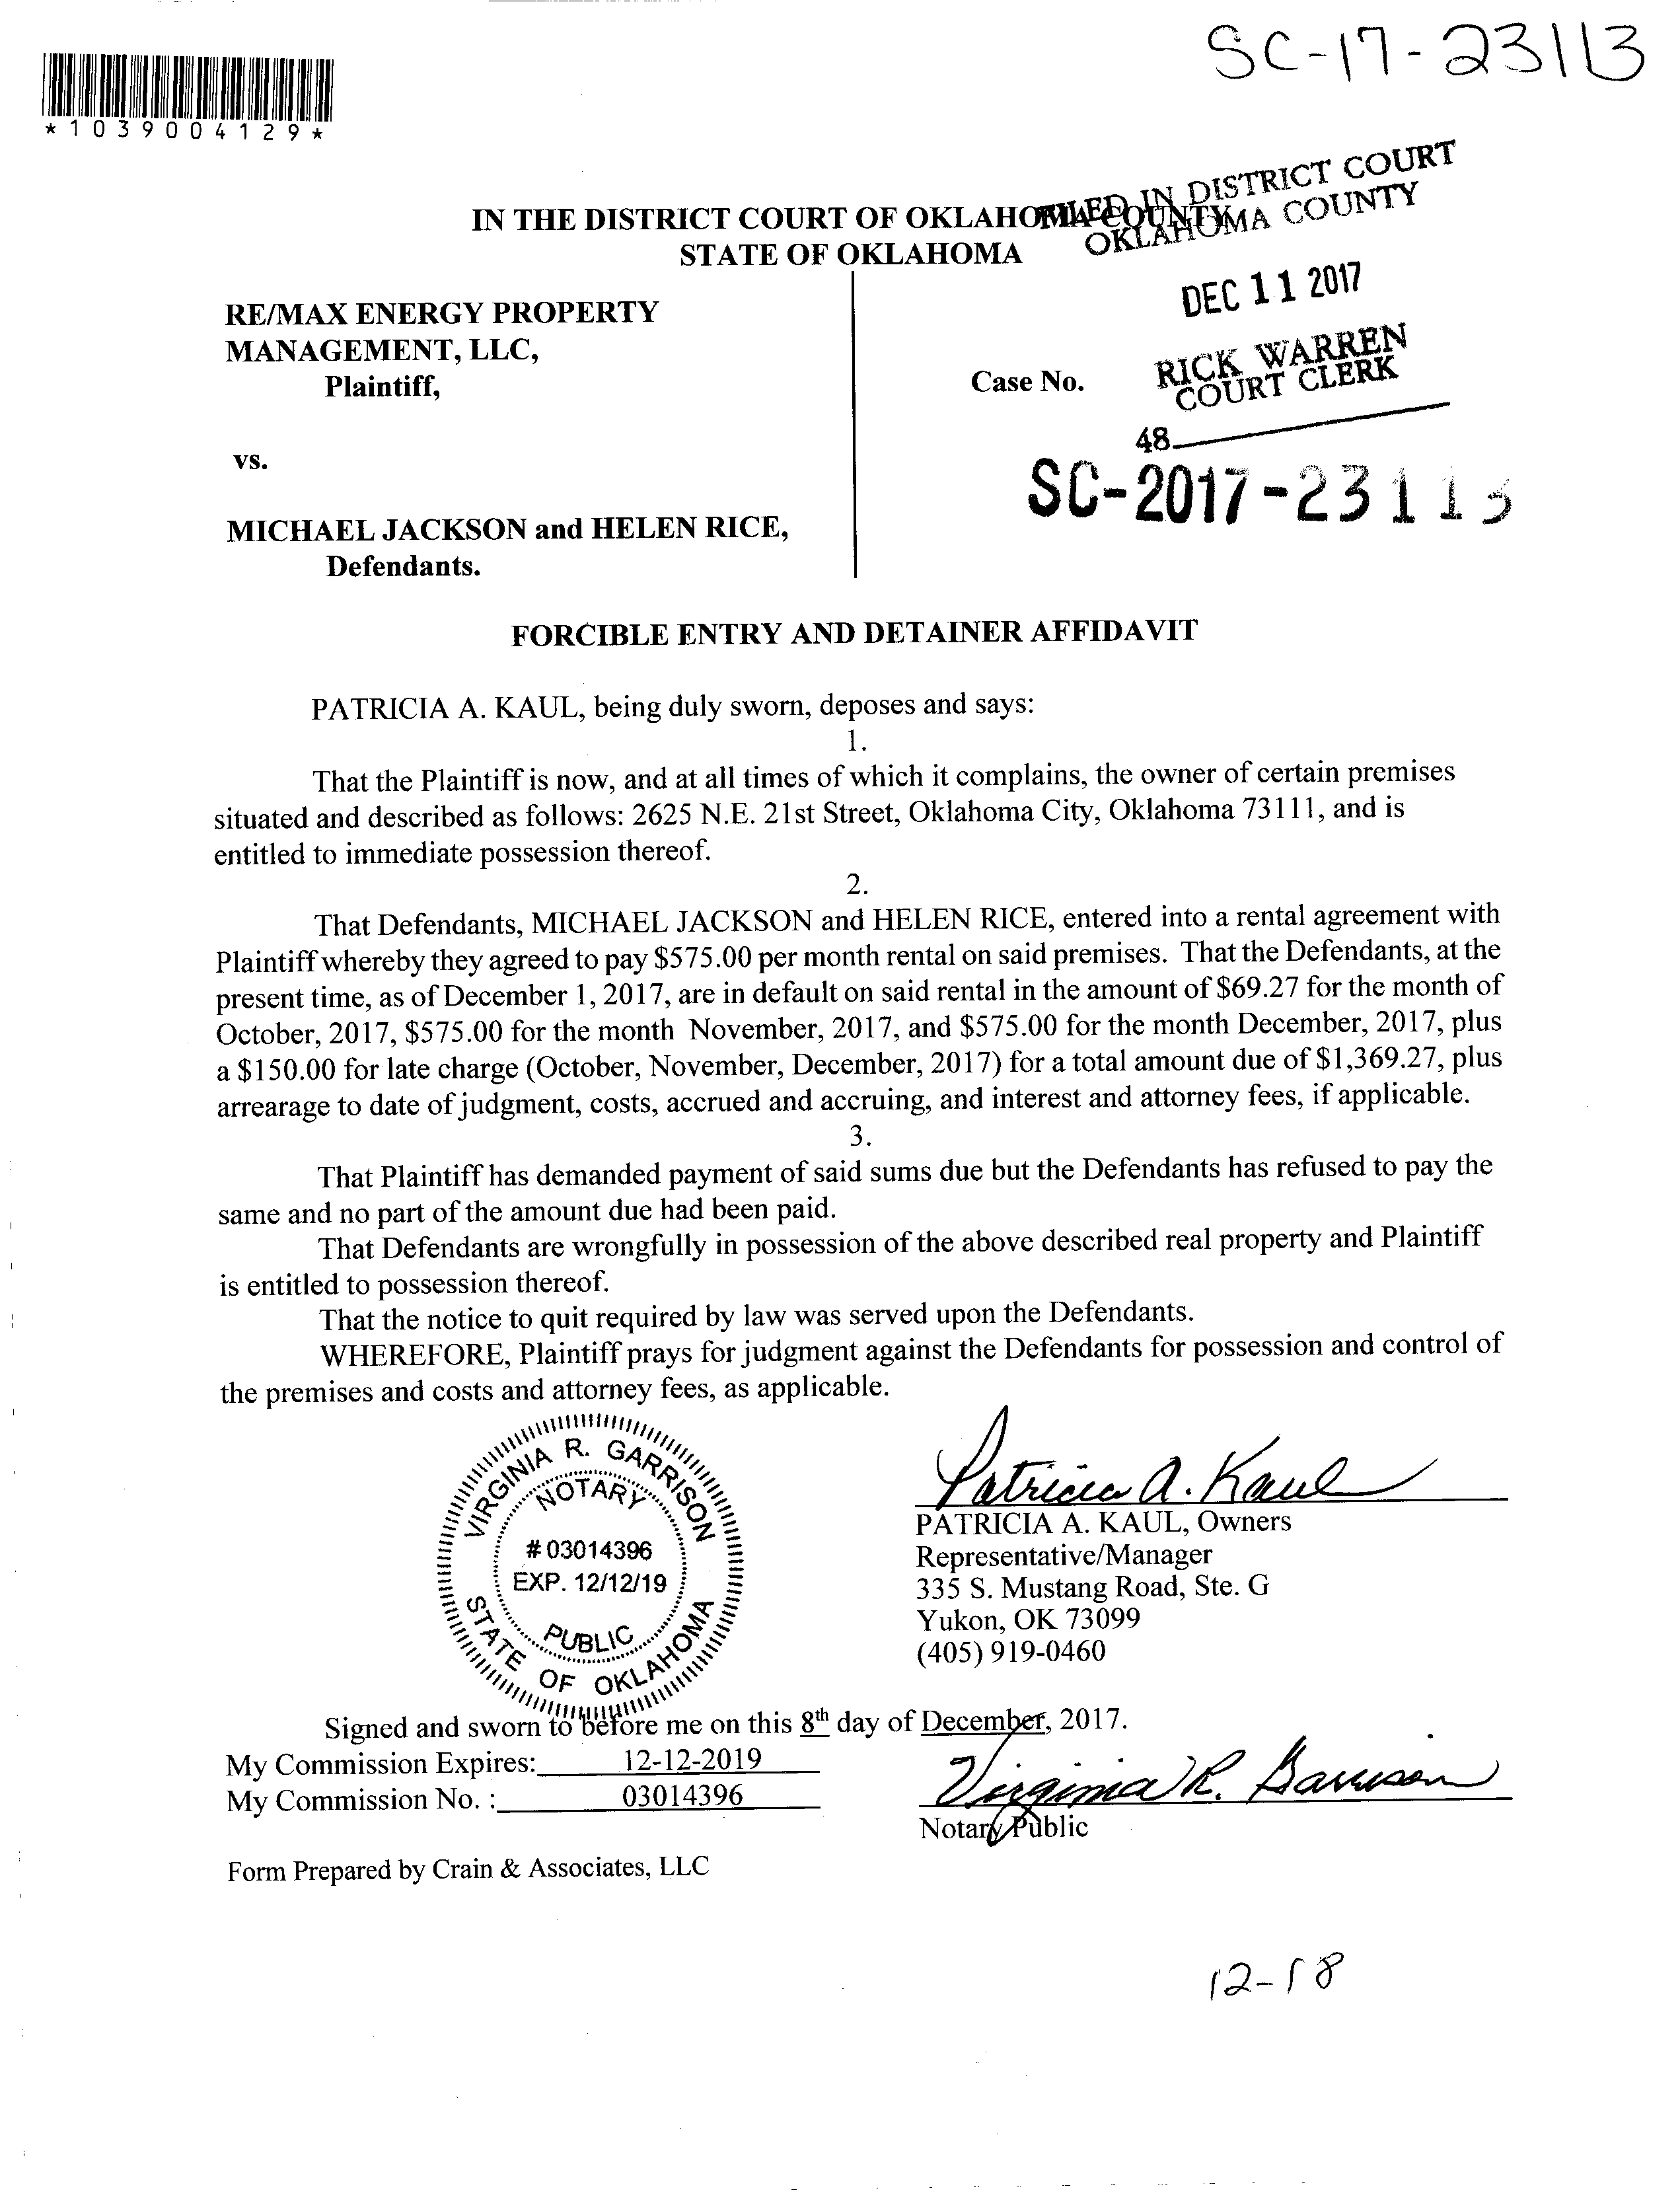 SC-17-23113
*1039004129*
FILED IN DISTRICT COURT
OKLAHOMA COUNTY
IN THE DISTRICT COURT OF OKLAHOMA COUNTY
STATE OF OKLAHOMA
DEC 11 2017
RICK WARREN
COURT CLERK
48
RE/MAX ENERGY PROPERTY
MANAGEMENT, LLC,
Plaintiff,
Case No.
vs.
SC-2017-23113
MICHAEL JACKSON and HELEN RICE,
Defendants.
FORCIBLE ENTRY AND DETAINER AFFIDAVIT
PATRICIA A. KAUL, being duly sworn, deposes and says:
1.
That the Plaintiff is now, and at all times of which it complains, the owner of certain premises
situated and described as follows: 2625 N.E. 21st Street, Oklahoma City, Oklahoma 73111, and is
entitled to immediate possession thereof.
2.
That Defendants, MICHAEL JACKSON and HELEN RICE, entered into a rental agreement with
Plaintiff whereby they agreed to pay $575.00 per month rental on said premises. That the Defendants, at the
present time, as of December 1, 2017, are in default on said rental in the amount of $69.27 for the month of
October, 2017, $575.00 for the month November, 2017, and $575.00 for the month December, 2017, plus
a $150.00 for late charge (October, November, December, 2017) for a total amount due of $1,369.27, plus
arrearage to date of judgment, costs, accrued and accruing, and interest and attorney fees, if applicable.
3.
That Plaintiff has demanded payment of said sums due but the Defendants has refused to pay the
same and no part of the amount due had been paid.
That Defendants are wrongfully in possession of the above described real property and Plaintiff
is entitled to possession thereof.
That the notice to quit required by law was served upon the Defendants.
WHEREFORE, Plaintiff prays for judgment against the Defendants for possession and control of
the premises and costs and attorney fees, as applicable.
VIRGINIA R. GARRISON
NOTARY
# 03014396
EXP. 12/12/19
PUBLIC
STATE OF OKLAHOMA
Patricia A. Kaul
PATRICIA A. KAUL, Owners
Representative/Manager
335 S. Mustang Road, Ste. G
Yukon, OK 73099
(405) 919-0460
Signed and sworn to before me on this 8th day of December, 2017.
My Commission Expires: 12-12-2019
My Commission No. : 03014396
Virginia R. Garrison
Notary Public
Form Prepared by Crain & Associates, LLC
12-18